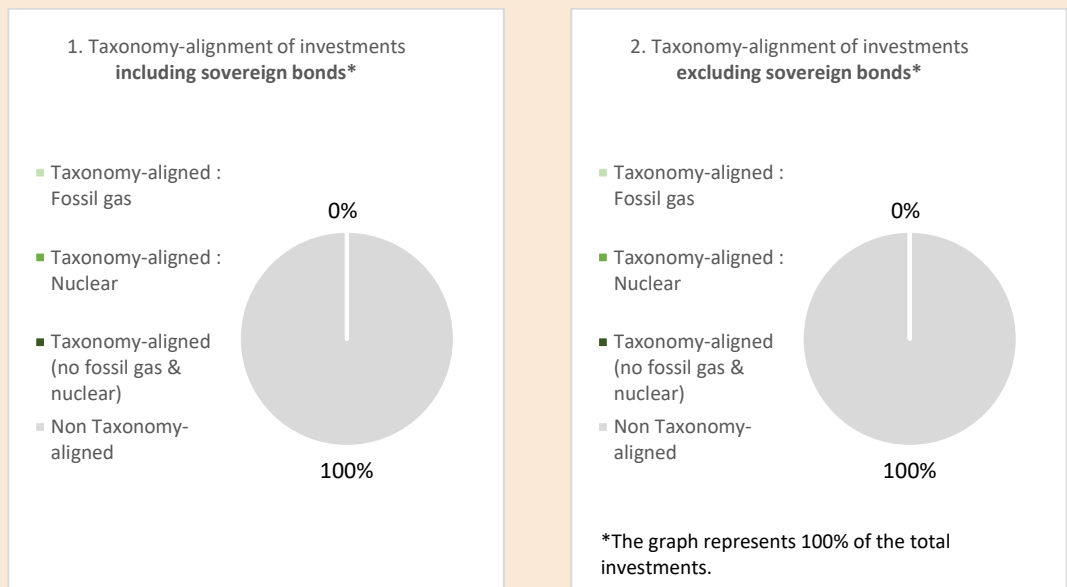 1. Taxonomy-alignment of investments
including sovereign bonds*
Taxonomy-aligned :
Fossil gas
Taxonomy-aligned :
Nuclear
Taxonomy-aligned
(no fossil gas &
nuclear)
Non Taxonomy-
aligned
0%
100%
2. Taxonomy-alignment of investments
excluding sovereign bonds*
Taxonomy-aligned :
Fossil gas
Taxonomy-aligned :
Nuclear
Taxonomy-aligned
(no fossil gas &
nuclear)
Non Taxonomy-
aligned
0%
100%
*The graph represents 100% of the total
investments.